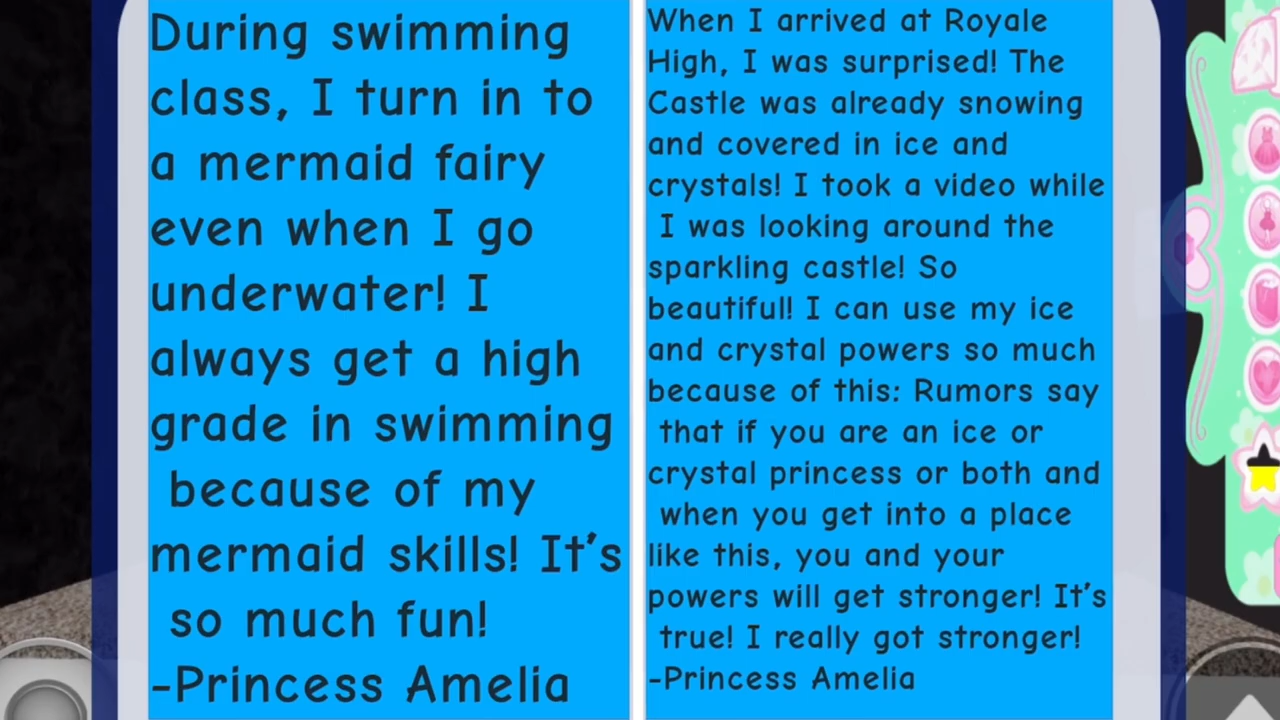 During swimming
class, I turn in to
a mermaid fairy
even when I go
underwater! I
always get a high
grade in swimming
because of my
mermaid skills! It's
so much fun!
-Princess Amelia
When I arrived at Royale
High, I was surprised! The
Castle was already snowing
and covered in ice and
crystals! I took a video while
I was looking around the
sparkling castle! So
beautiful! I can use my ice
and crystal powers so much
because of this: Rumors say
that if you are an ice or
crystal princess or both and
when you get into a place
like this, you and your
powers will get stronger! It's
true! I really got stronger!
-Princess Amelia